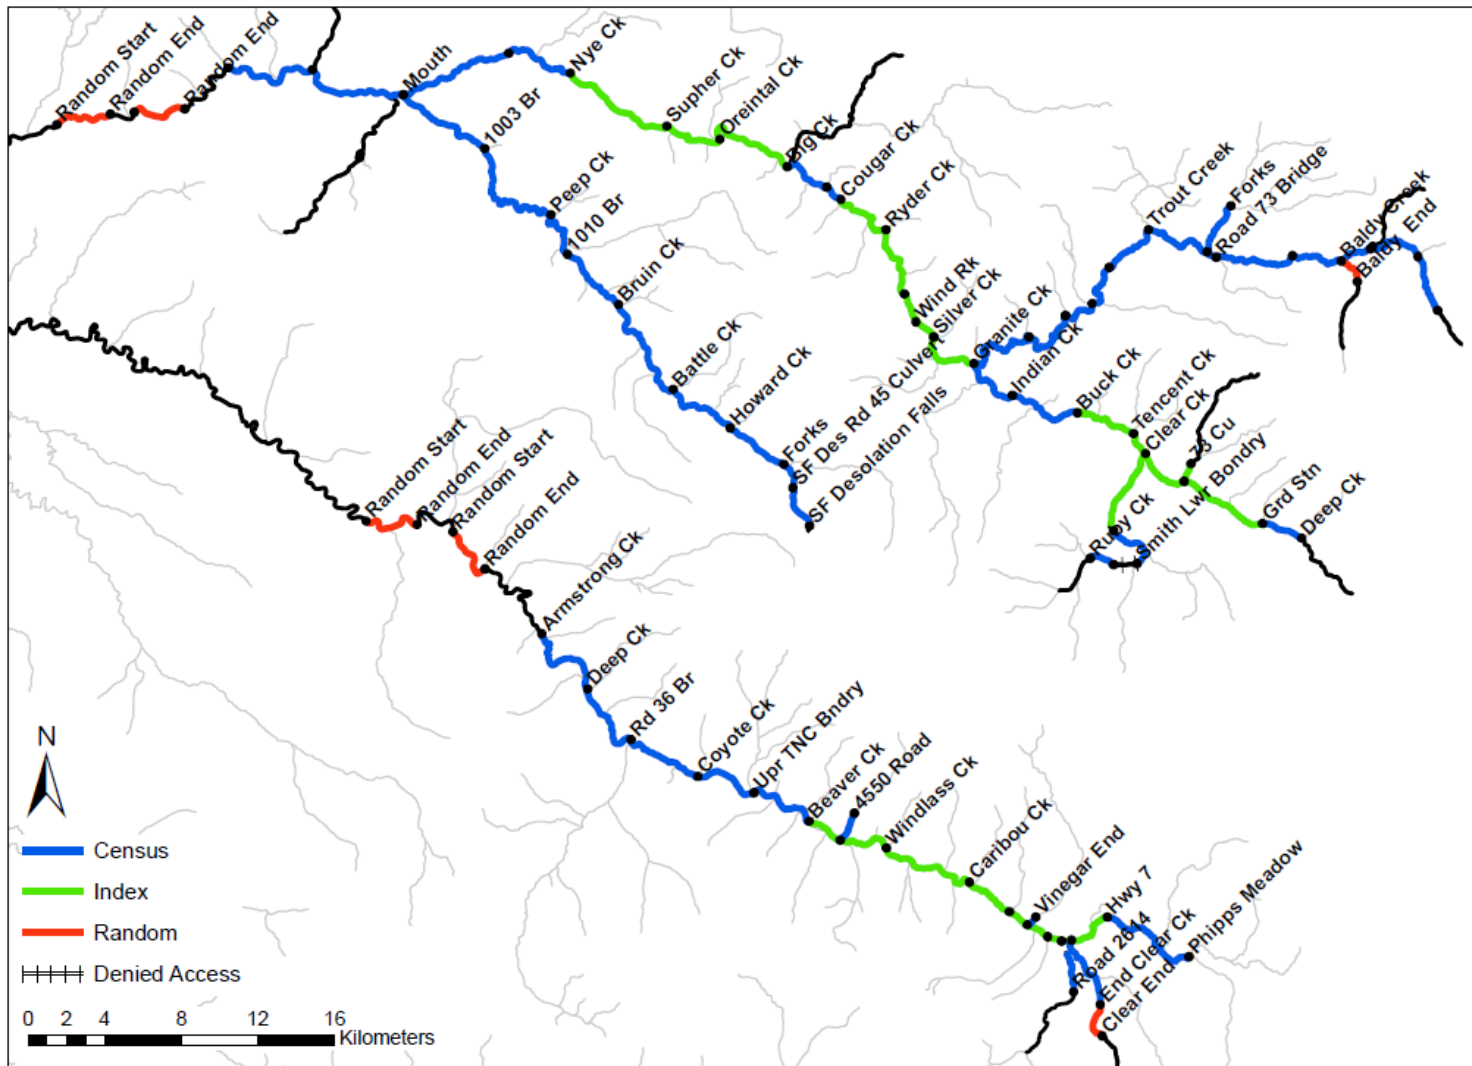 Random Start
Random End
Random End
Mouth
Nye Ck
Supher Ck
Oreintal Ck
Big Ck
Cougar Ck
Ryder Ck
Wind Rk
Silver Ck
Granite Ck
Indian Ck
Trout Creek
Forks
Road 73 Bridge
Baldy Creek
Baldy End
1003 Br
Peep Ck
1010 Br
Bruin Ck
Battle Ck
Howard Ck
Forks
SF Des Rd 45 Culvert
SF Desolation Falls
Buck Ck
Tencent Ck
Clear Ck
73 Cu
Grd Stn
Deep Ck
Ruby Ck
Smith Lwr Bondry
Random Start
Random End
Random Start
Random End
Armstrong Ck
Deep Ck
Rd 36 Br
Coyote Ck
Upr TNC Bndry
Beaver Ck
4550 Road
Windlass Ck
Caribou Ck
Vinegar End
Hwy 7
Road 2614
End Clear Ck
Clear End
Phipps Meadow
N
Census
Index
Random
Denied Access
0 2 4 8 12 16
Kilometers